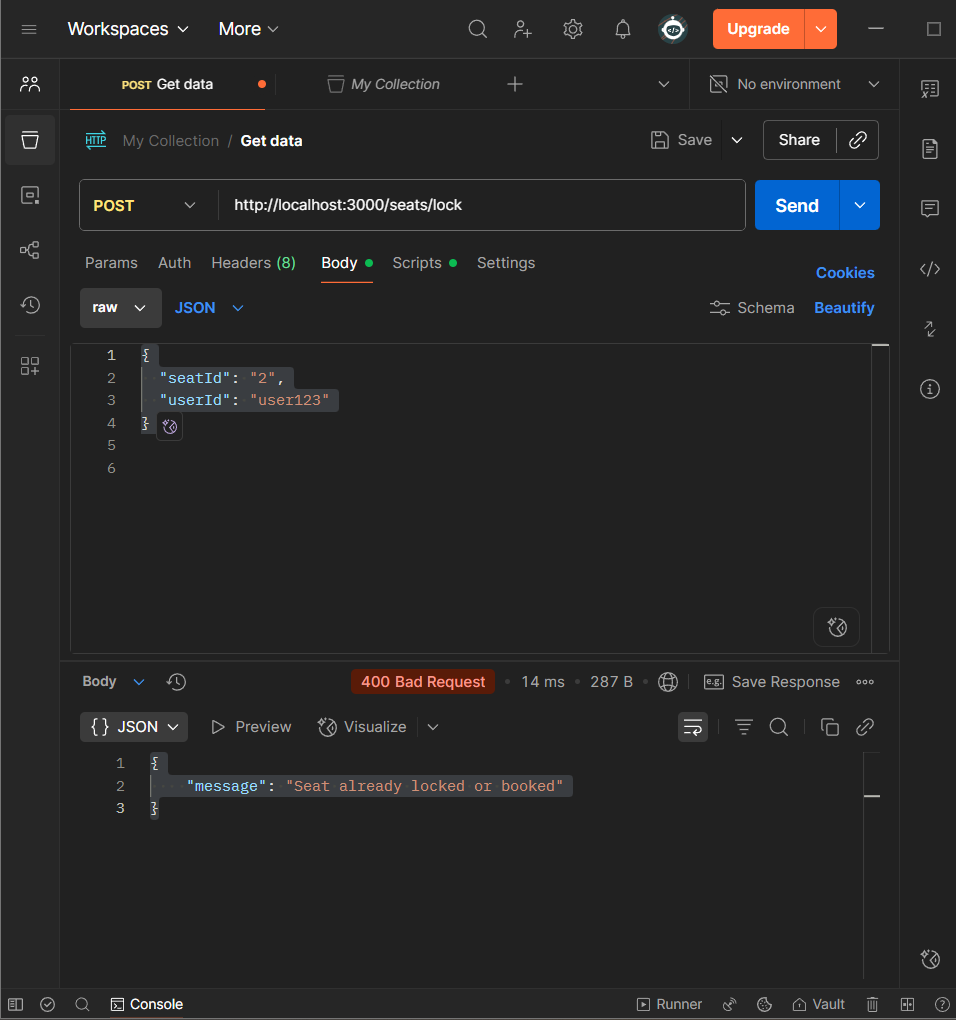 Workspaces More Upgrade
POST Get data My Collection No environment
HTTP My Collection / Get data Save Share
POST http://localhost:3000/seats/lock Send
Params Auth Headers (8) Body Scripts Settings Cookies
raw JSON Schema Beautify
1 {
2 "seatId": "2",
3 "userId": "user123"
4 }
5
6
Body 400 Bad Request 14 ms 287 B e.g. Save Response
{} JSON Preview Visualize
1 {
2 "message": "Seat already locked or booked"
3 }
Console Runner Vault